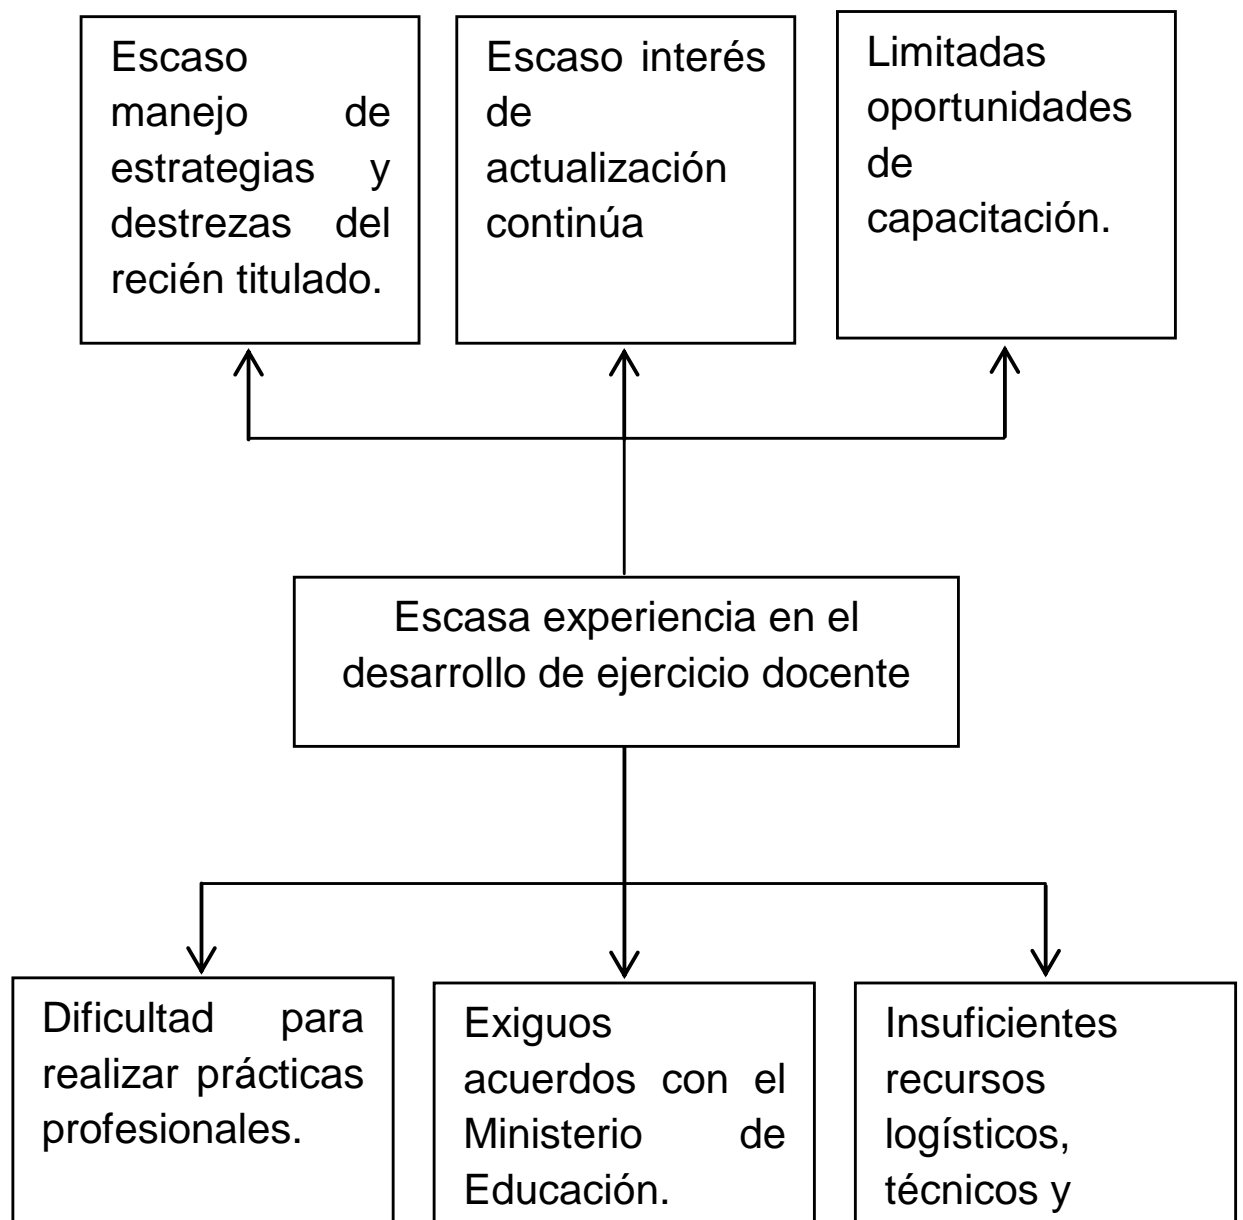 Escaso
manejo de
estrategias y
destrezas del
recién titulado.
Escaso interés
de
actualización
continúa
Limitadas
oportunidades
de
capacitación.
Escasa experiencia en el
desarrollo de ejercicio docente
Dificultad para
realizar prácticas
profesionales.
Exiguos
acuerdos con el
Ministerio de
Educación.
Insuficientes
recursos
logísticos,
técnicos y